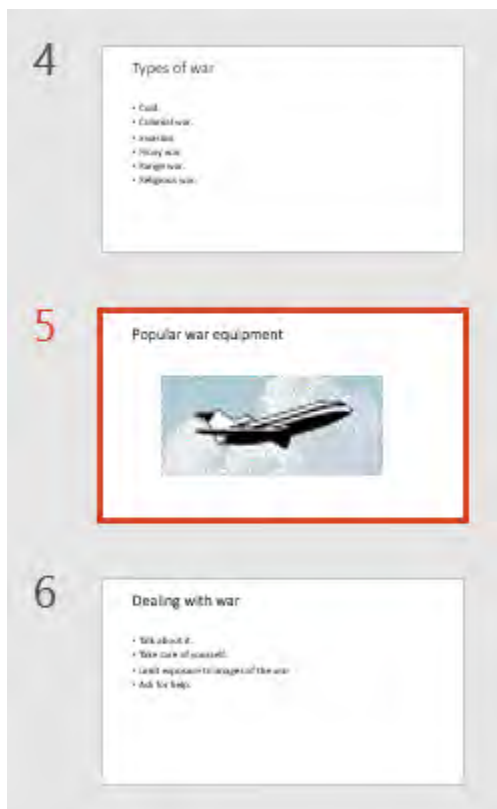 4
Types of war
• Civil.
• Colonial war.
• Invasion.
• Proxy war.
• Range war.
• Religious war.
5
Popular war equipment
6
Dealing with war
• Talk about it.
• Take care of yourself.
• Limit exposure to images of the war
• Ask for help.